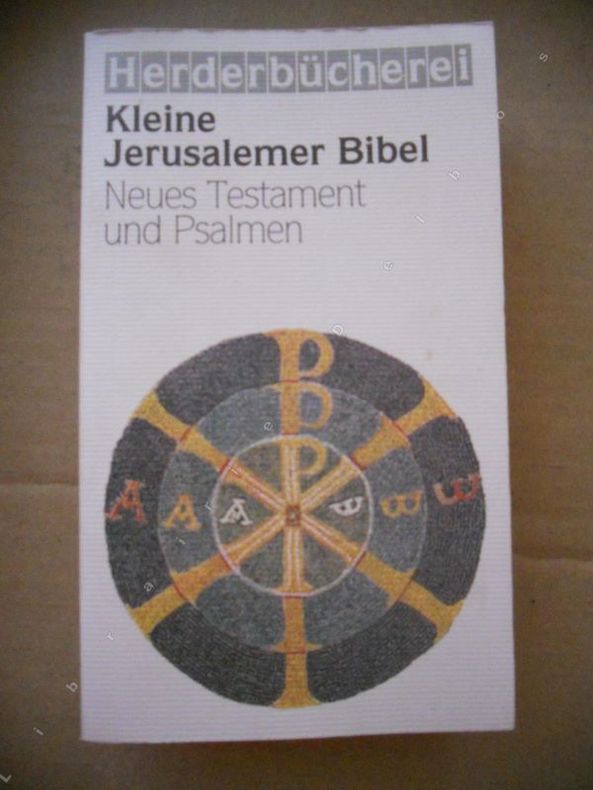 Herderbücherei
Kleine
Jerusalemer Bibel
Neues Testament
und Psalmen
P
P
P
A A A ω ω ω